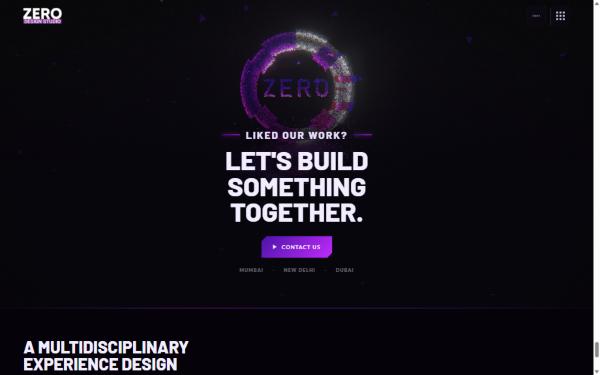 ZERO
DESIGN STUDIO
ZERO
LIKED OUR WORK?
LET'S BUILD
SOMETHING
TOGETHER.
CONTACT US
MUMBAI
NEW DELHI
DUBAI
A MULTIDISCIPLINARY
EXPERIENCE DESIGN